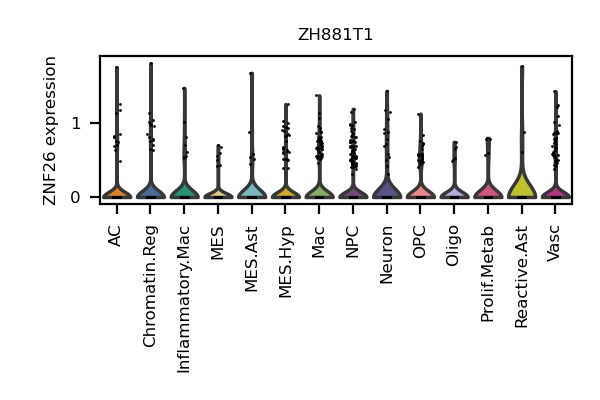 ZH881T1
ZNF26 expression
1
0
AC
Chromatin.Reg
Inflammatory.Mac
MES
MES.Ast
MES.Hyp
Mac
NPC
Neuron
OPC
Oligo
Prolif.Metab
Reactive.Ast
Vasc